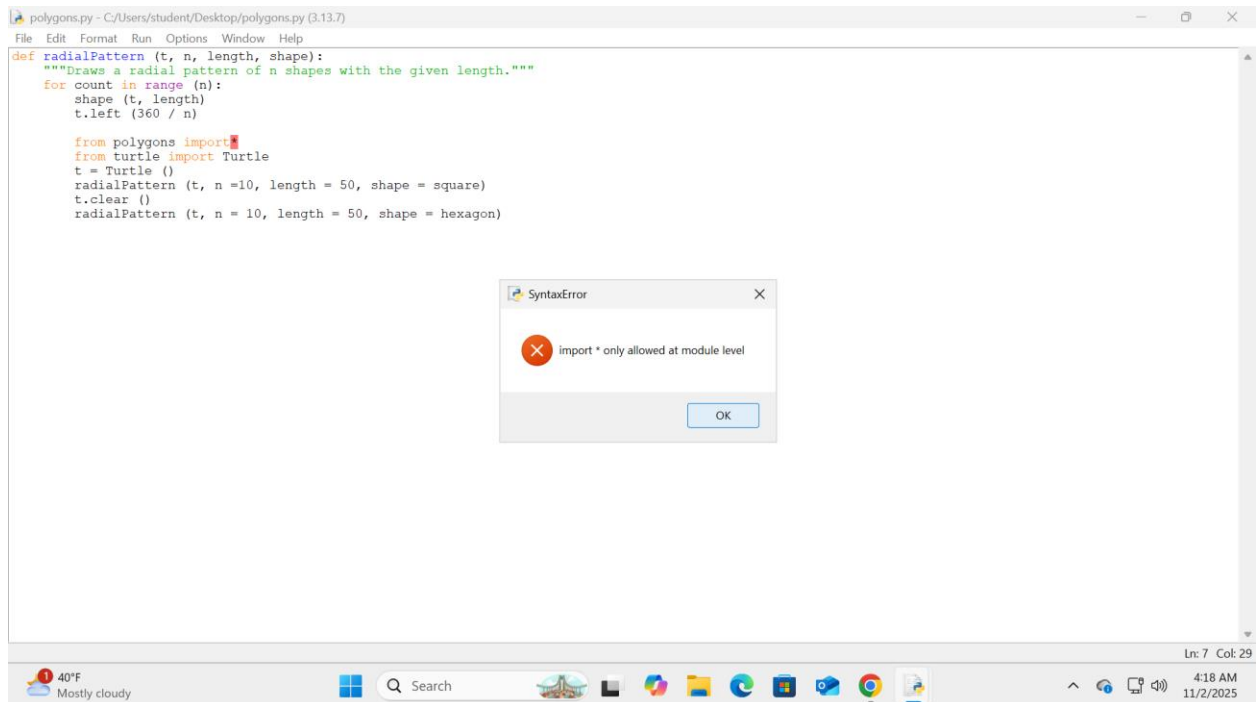 polygons.py - C:/Users/student/Desktop/polygons.py (3.13.7)
File Edit Format Run Options Window Help
def radialPattern (t, n, length, shape):
    """Draws a radial pattern of n shapes with the given length."""
    for count in range (n):
        shape (t, length)
        t.left (360 / n)
        from polygons import*
        from turtle import Turtle
        t = Turtle ()
        radialPattern (t, n =10, length = 50, shape = square)
        t.clear ()
        radialPattern (t, n = 10, length = 50, shape = hexagon)
SyntaxError
import * only allowed at module level
OK
Ln: 7 Col: 29
1
40°F
Mostly cloudy
Search
4:18 AM
11/2/2025